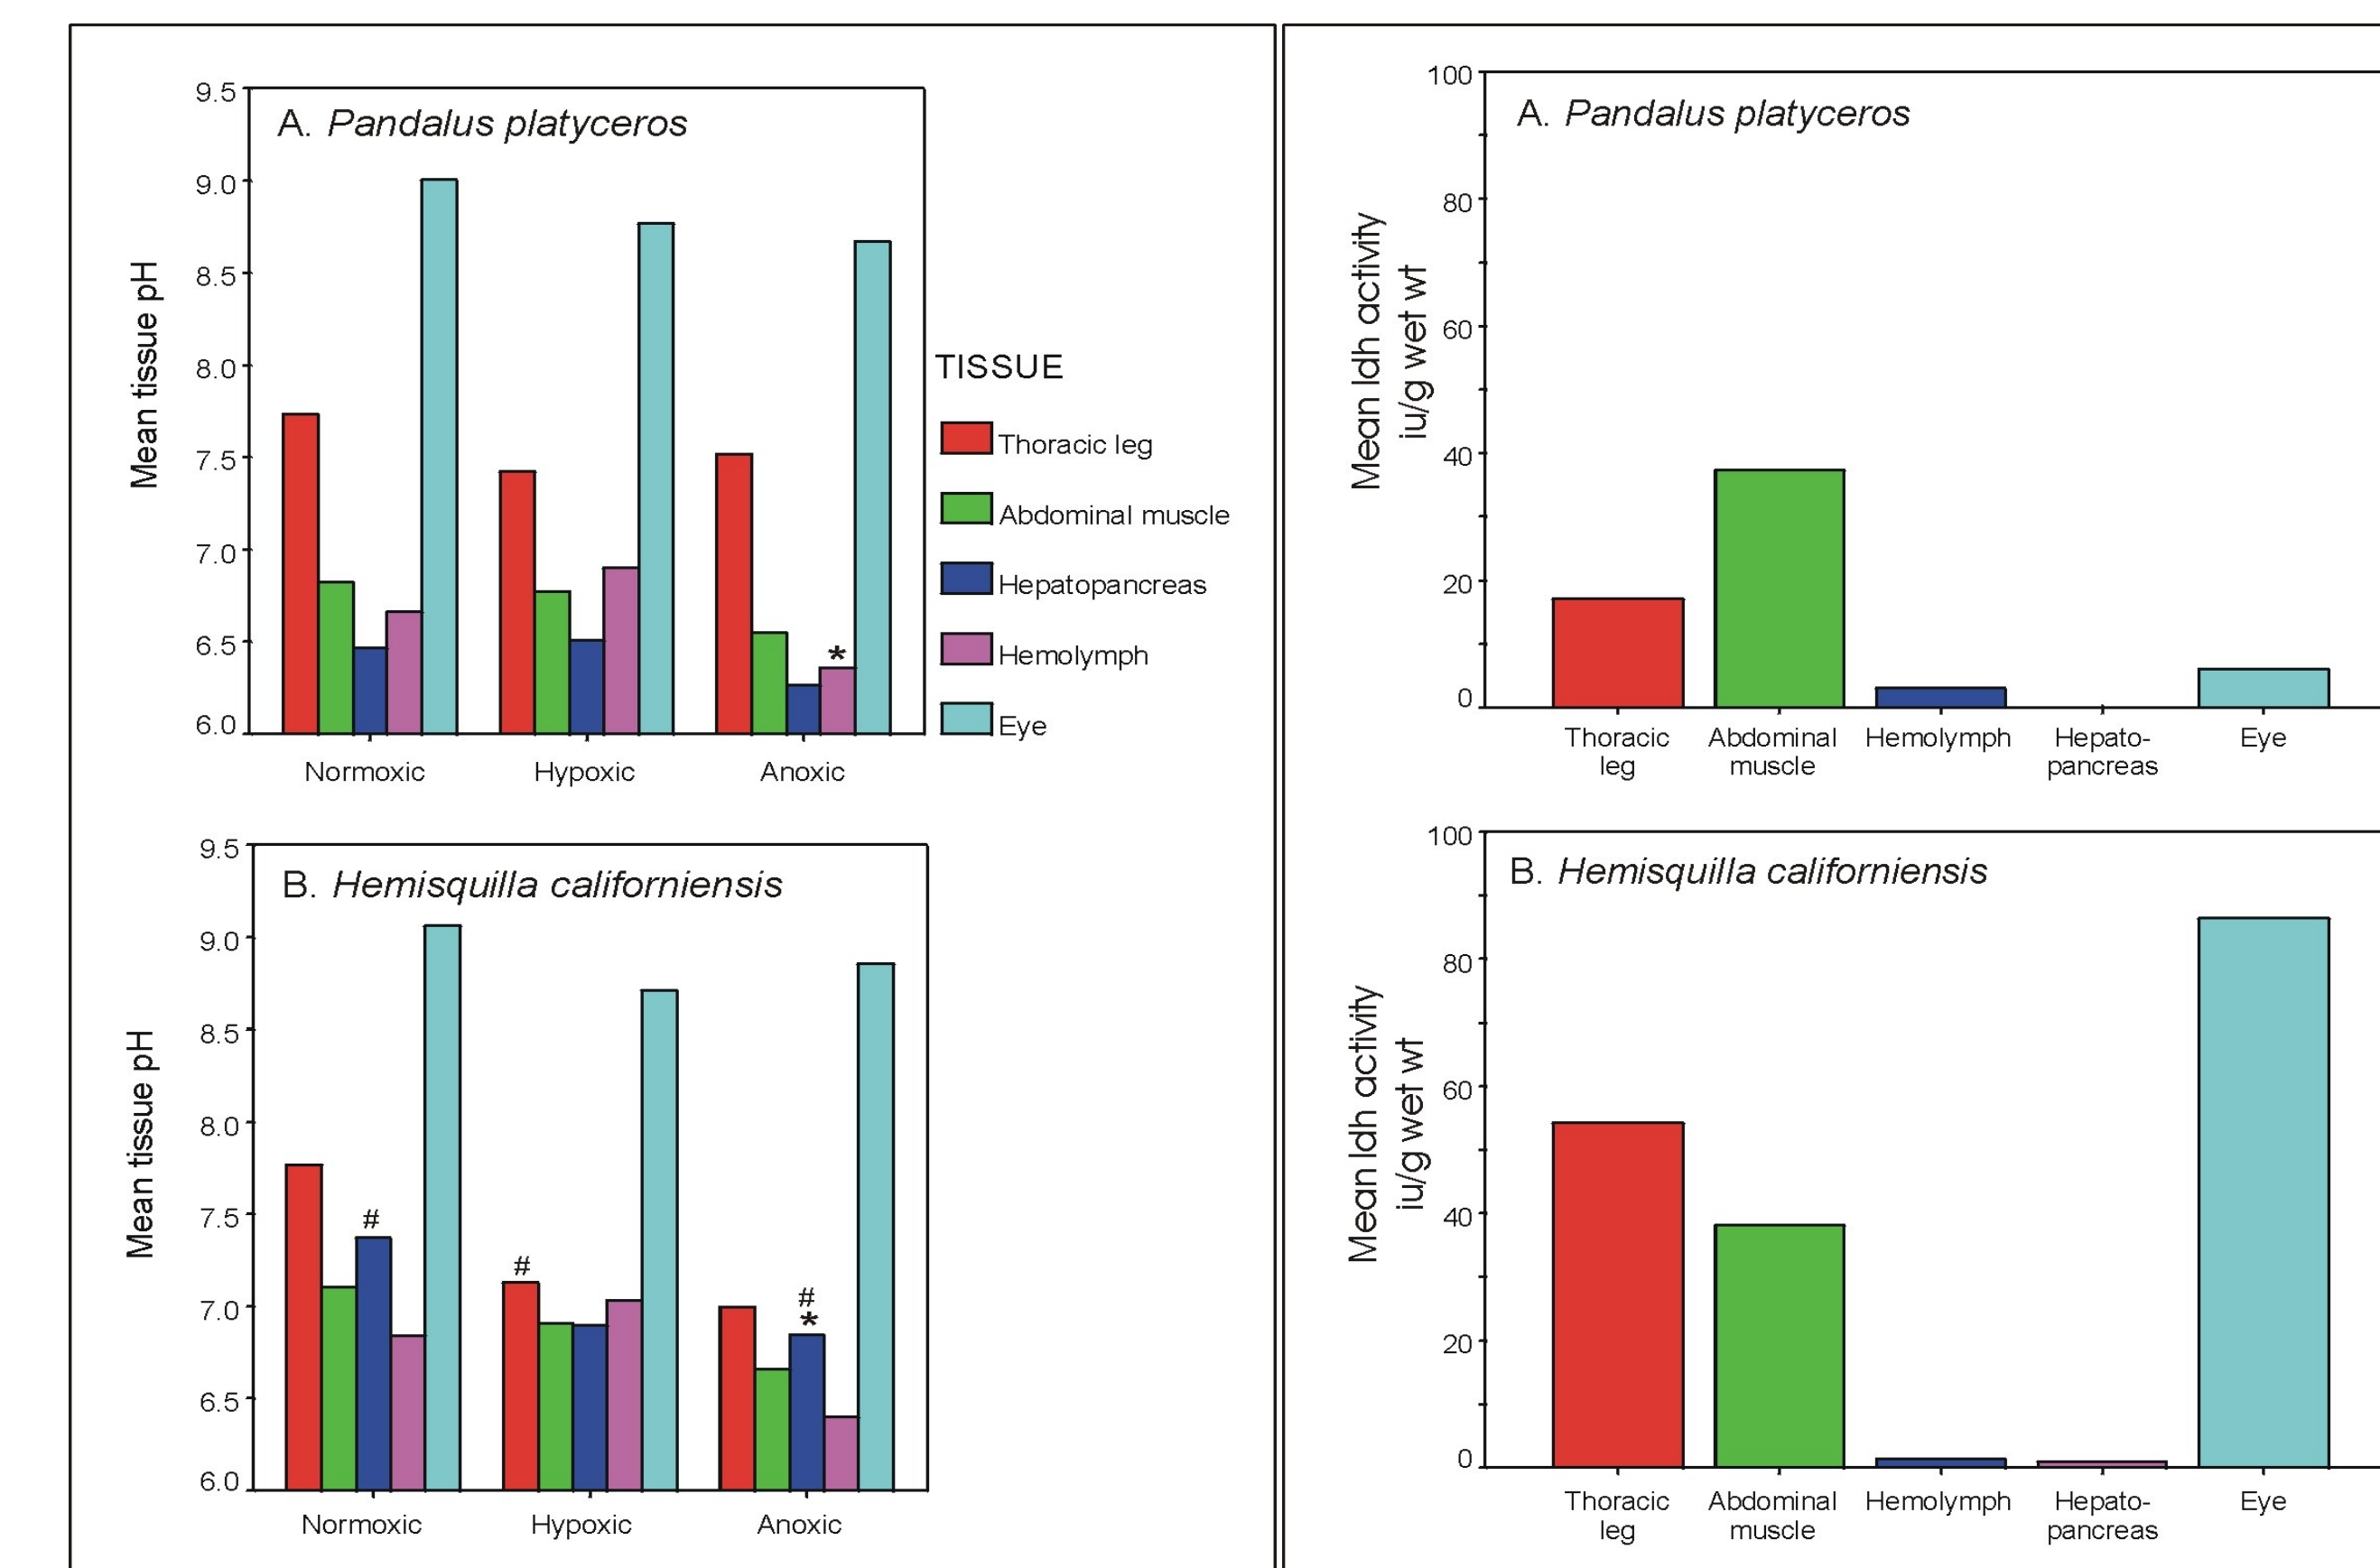 A. Pandalus platyceros
Mean tissue pH
9.5
9.0
8.5
8.0
7.5
7.0
6.5
6.0
*
Normoxic
Hypoxic
Anoxic
TISSUE
Thoracic leg
Abdominal muscle
Hepatopancreas
Hemolymph
Eye
B. Hemisquilla californiensis
Mean tissue pH
9.5
9.0
8.5
8.0
7.5
7.0
6.5
6.0
#
#
#
*
Normoxic
Hypoxic
Anoxic
A. Pandalus platyceros
Mean ldh activity
iu/g wet wt
100
80
60
40
20
0
Thoracic
leg
Abdominal
muscle
Hemolymph
Hepato-
pancreas
Eye
B. Hemisquilla californiensis
Mean ldh activity
iu/g wet wt
100
80
60
40
20
0
Thoracic
leg
Abdominal
muscle
Hemolymph
Hepato-
pancreas
Eye